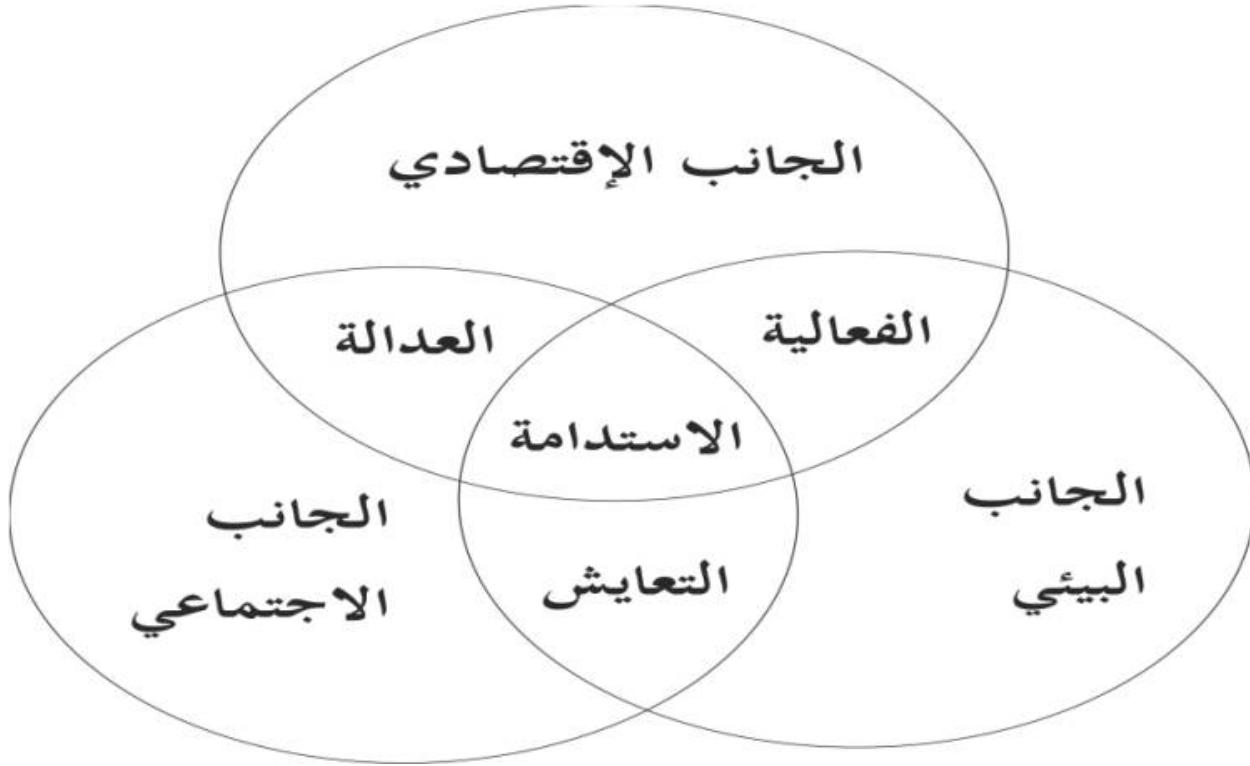 الجانب الإقتصادي
الفعالية
العدالة
الاستدامة
الجانب
البيئي
الجانب
الاجتماعي
التعايش